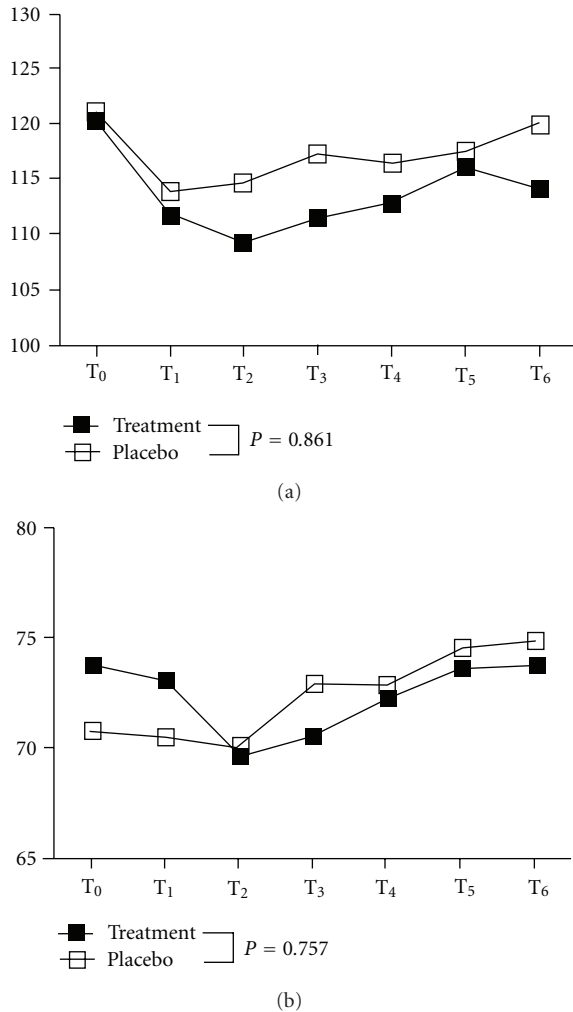 130
120
115
110
105
100
T0 T1 T2 T3 T4 T5 T6
Treatment
Placebo
P = 0.861
(a)
80
75
70
65
T0 T1 T2 T3 T4 T5 T6
Treatment
Placebo
P = 0.757
(b)